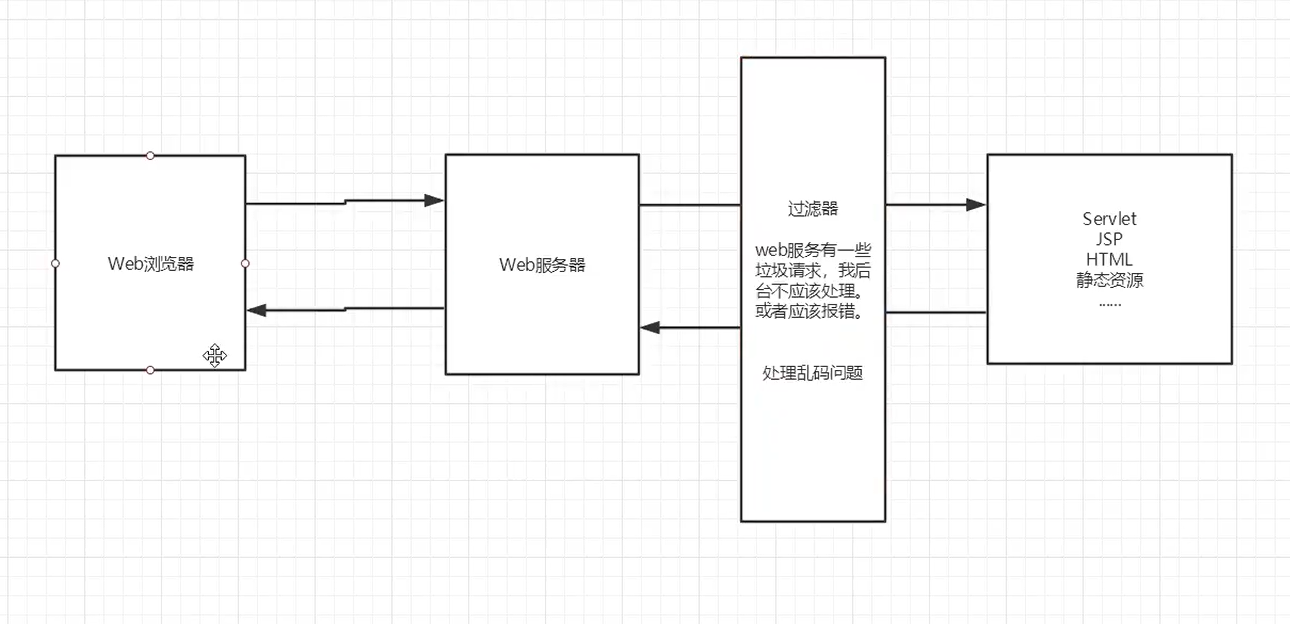 Web浏览器
Web服务器
过滤器
web服务有一些
垃圾请求，我后
台不应该处理。
或者应该报错。
处理乱码问题
Servlet
JSP
HTML
静态资源
......